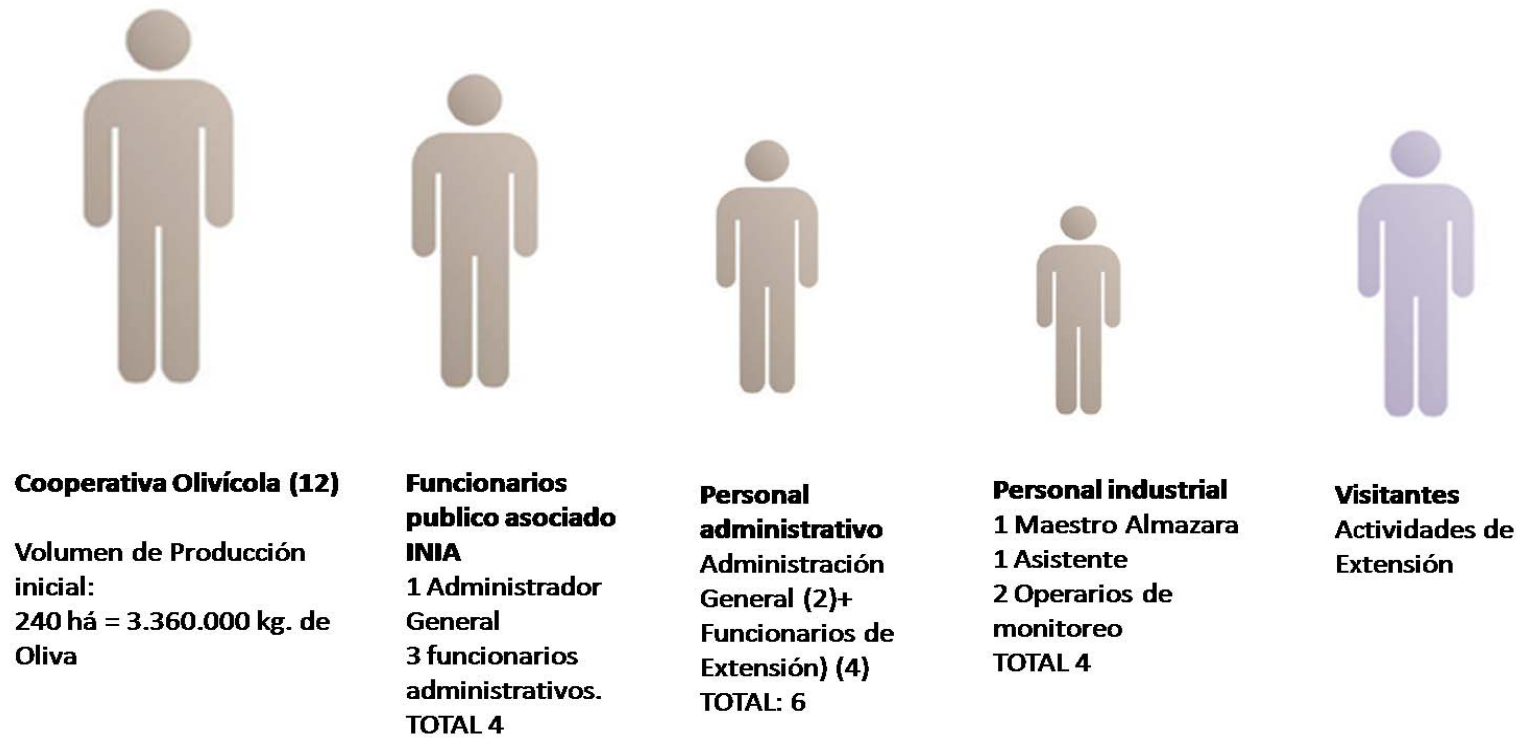 Cooperativa Olivícola (12)
Volumen de Producción
inicial:
240 há = 3.360.000 kg. de
Oliva
Funcionarios
publico asociado
INIA
1 Administrador
General
3 funcionarios
administrativos.
TOTAL 4
Personal
administrativo
Administración
General (2)+
Funcionarios de
Extensión) (4)
TOTAL: 6
Personal industrial
1 Maestro Almazara
1 Asistente
2 Operarios de
monitoreo
TOTAL 4
Visitantes
Actividades de
Extensión